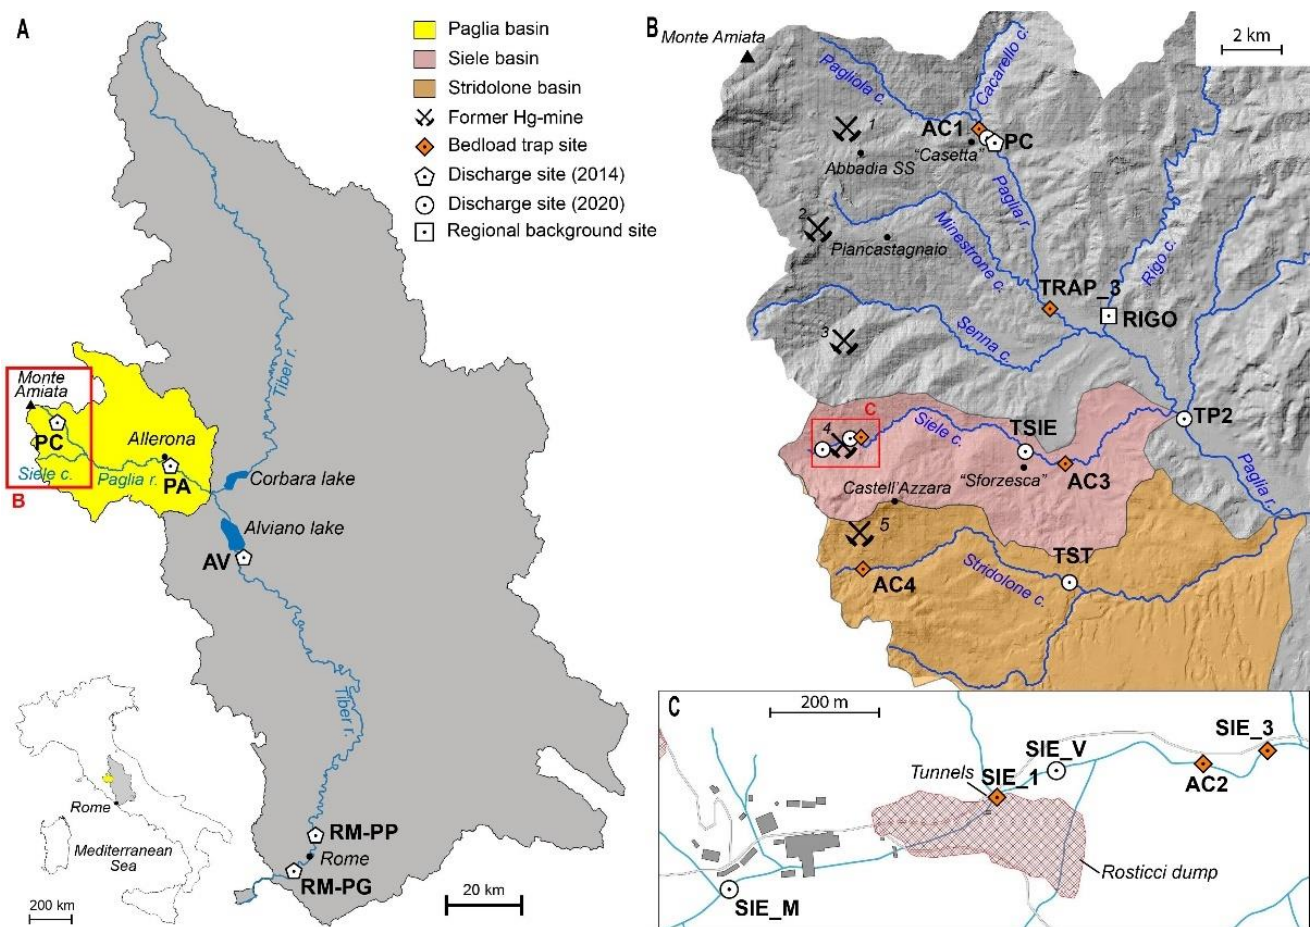 A
Paglia basin
Siele basin
Stridolone basin
Former Hg-mine
Bedload trap site
Discharge site (2014)
Discharge site (2020)
Regional background site
Tiber r.
Monte
Amiata
PC
Allerona
Siele c.
Paglia r.
PA
B
Corbara lake
Alviano lake
AV
Tiber r.
RM-PP
Rome
RM-PG
20 km
Rome
Mediterranean
Sea
200 km
B
Monte Amiata
2 km
Pagliola c.
Cacarello c.
1
AC1
PC
"Casetta"
Abbadia SS
Paglia r.
2
Minestrone c.
Piancastagnaio
Rigo c.
TRAP_3
RIGO
3
Senna c.
C
4
Siele c.
TSIE
TP2
"Sforzesca"
AC3
Paglia r.
Castell'Azzara
5
TST
AC4
Stridolone c.
C
200 m
SIE_3
SIE_V
Tunnels
SIE_1
AC2
Rosticci dump
SIE_M